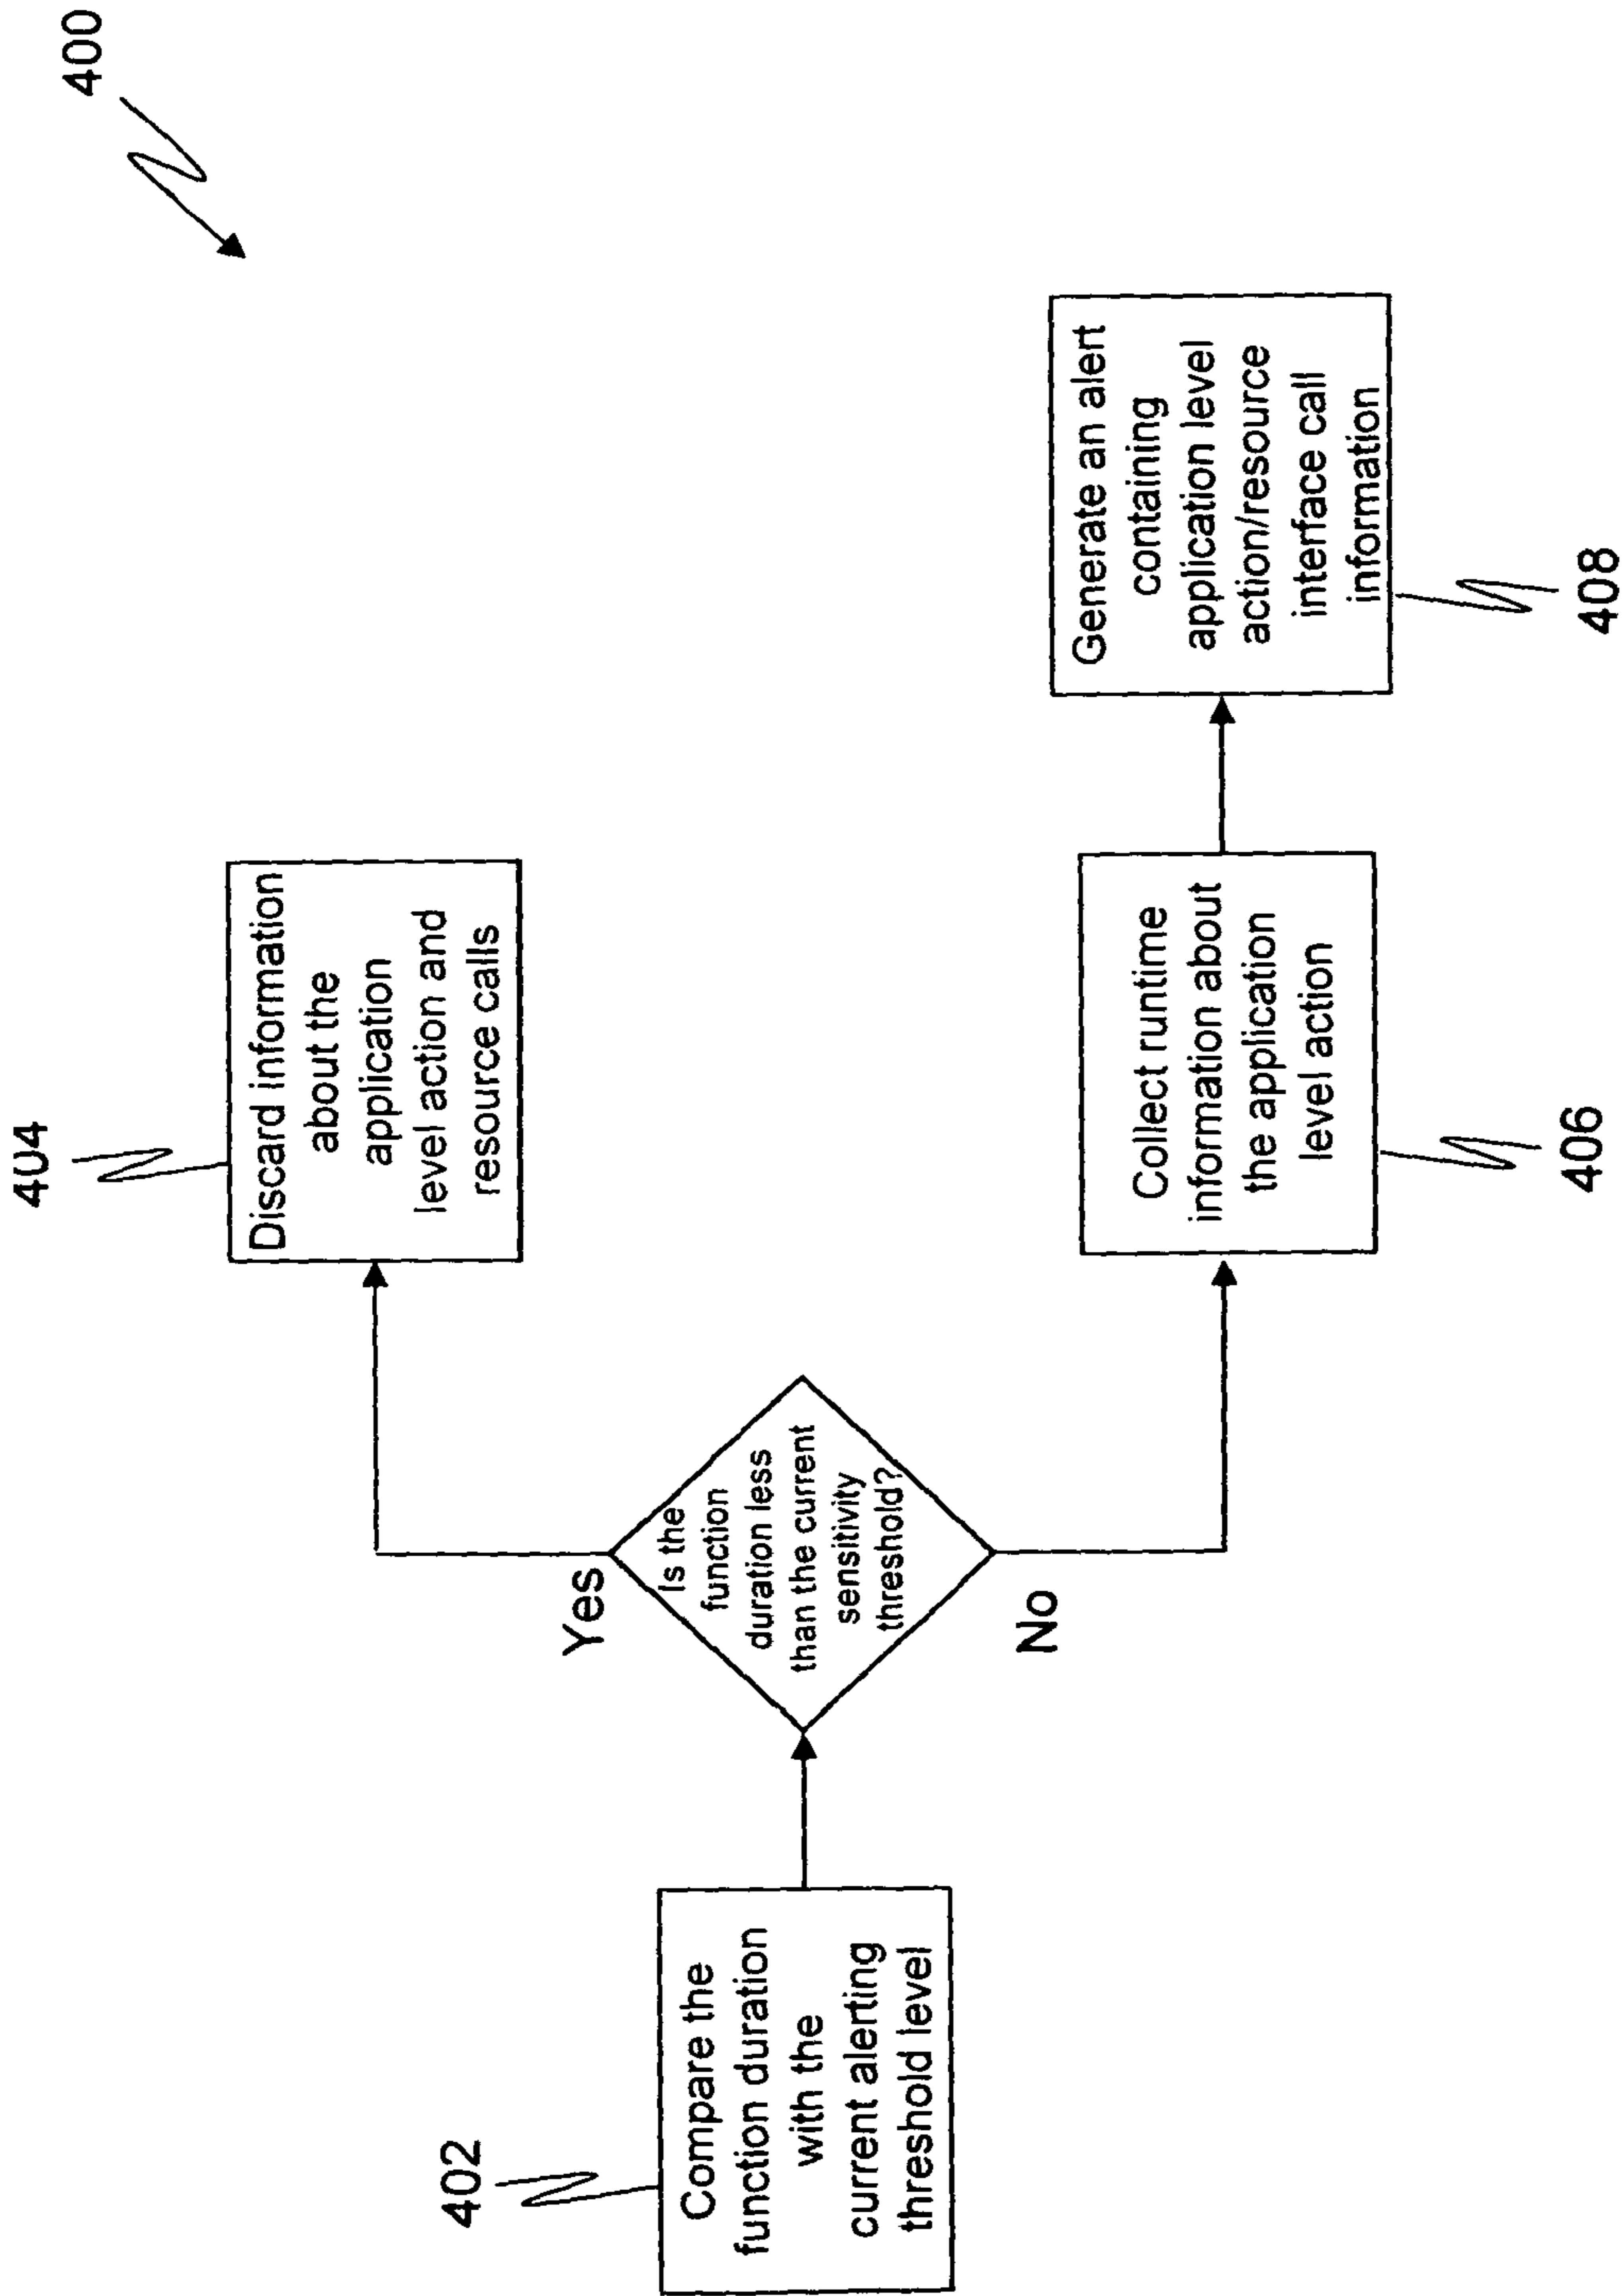 400
402
Compare the
function duration
with the
current alerting
threshold level
Is the
function
duration less
than the current
sensitivity
threshold?
Yes
No
404
Discard information
about the
application
level action and
resource calls
Collect runtime
information about
the application
level action
406
Generate an alert
containing
application level
action/resource
interface call
information
408